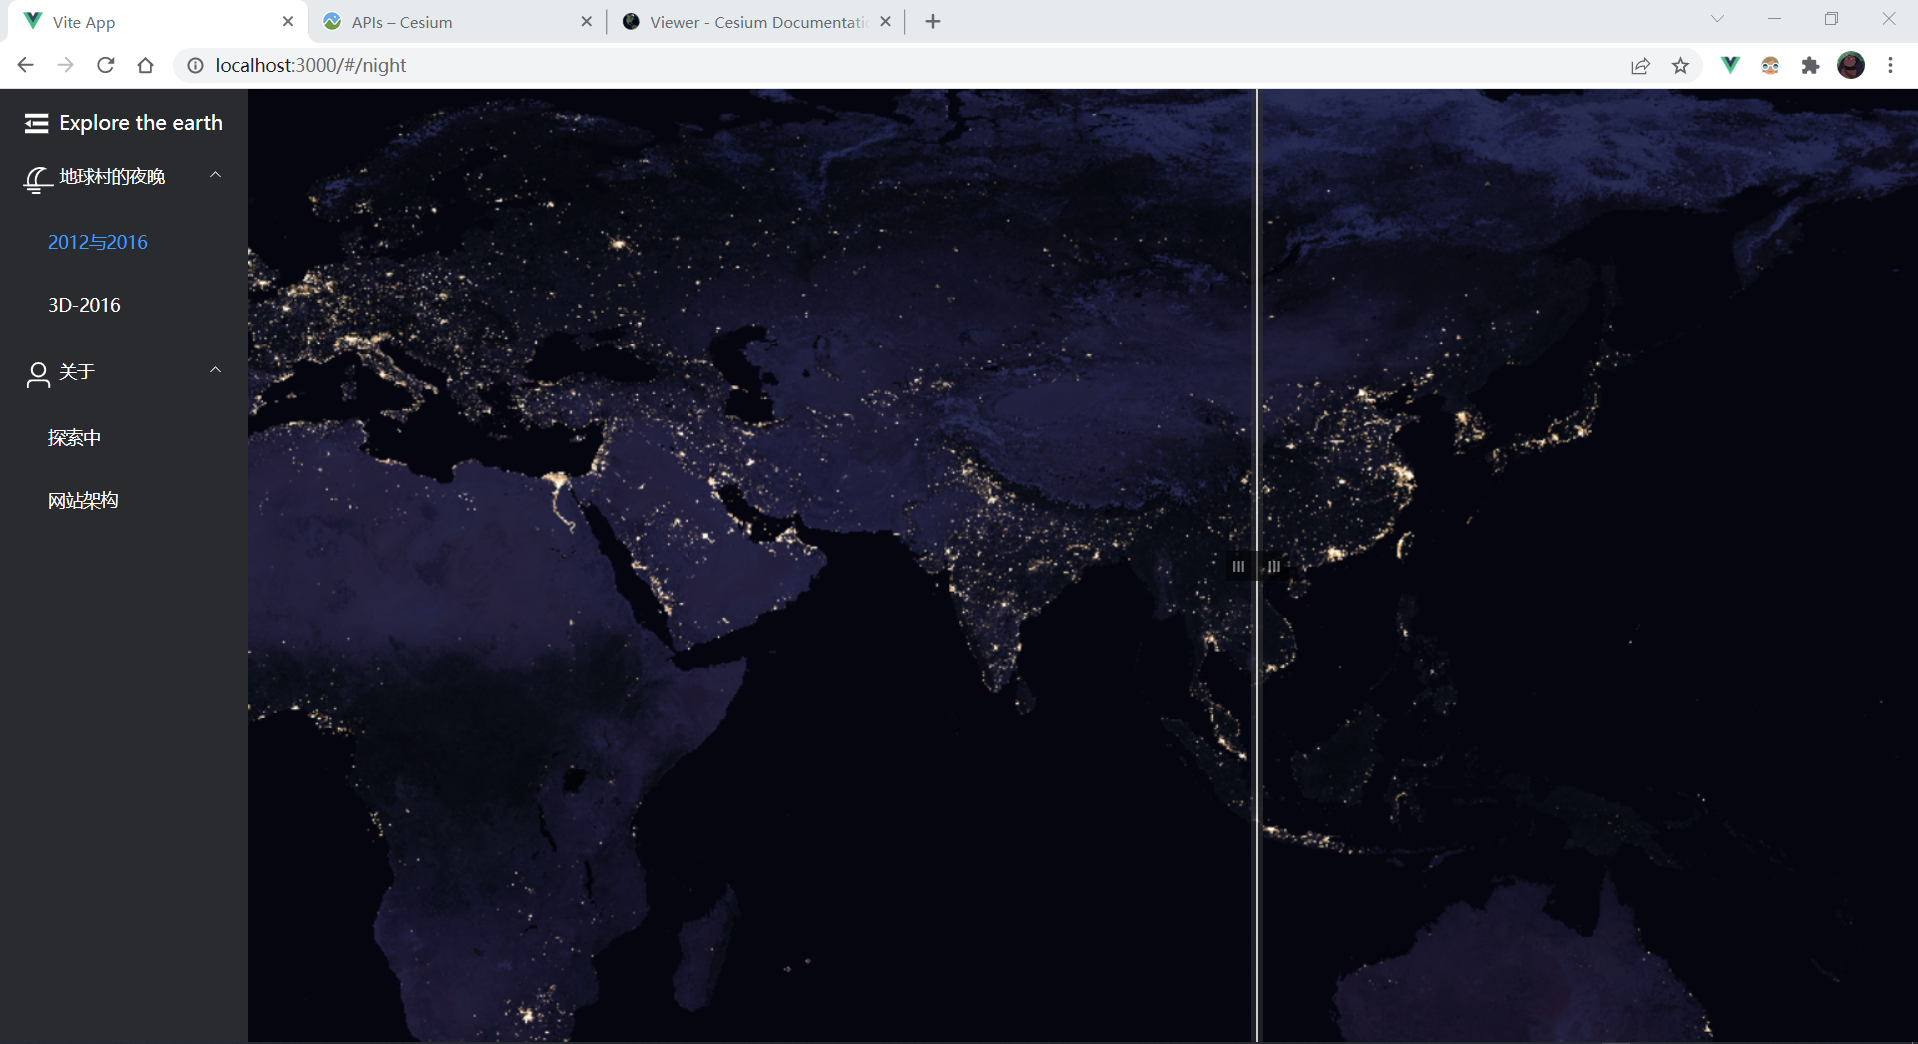 Vite App
APIs – Cesium
Viewer - Cesium Documentatio
localhost:3000/#/night
Explore the earth
地球村的夜晚
2012与2016
3D-2016
关于
探索中
网站架构